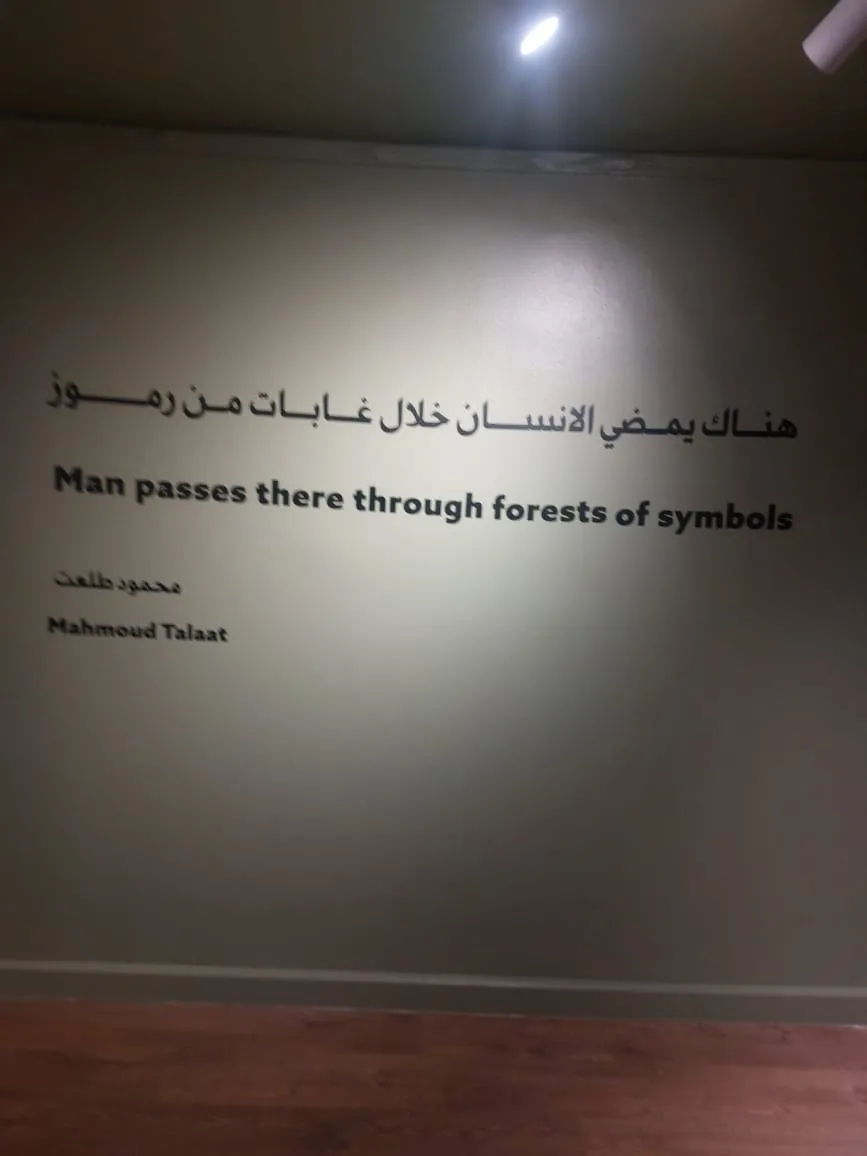 هناك يمضي الانسان خلال غابات من رموز
Man passes there through forests of symbols
محمود طلعت
Mahmoud Talaat